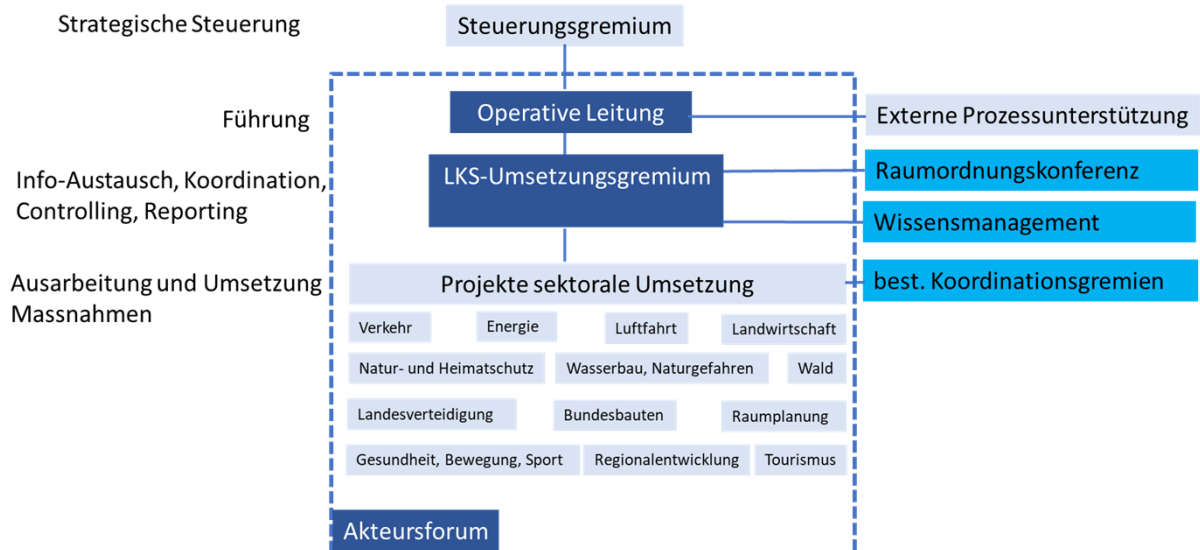 Strategische Steuerung
Steuerungsgremium
Führung
Operative Leitung
Externe Prozessunterstützung
Info-Austausch, Koordination,
Controlling, Reporting
LKS-Umsetzungsgremium
Raumordnungskonferenz
Wissensmanagement
Ausarbeitung und Umsetzung
Massnahmen
Projekte sektorale Umsetzung
best. Koordinationsgremien
Verkehr
Energie
Luftfahrt
Landwirtschaft
Natur- und Heimatschutz
Wasserbau, Naturgefahren
Wald
Landesverteidigung
Bundesbauten
Raumplanung
Gesundheit, Bewegung, Sport
Regionalentwicklung
Tourismus
Akteursforum